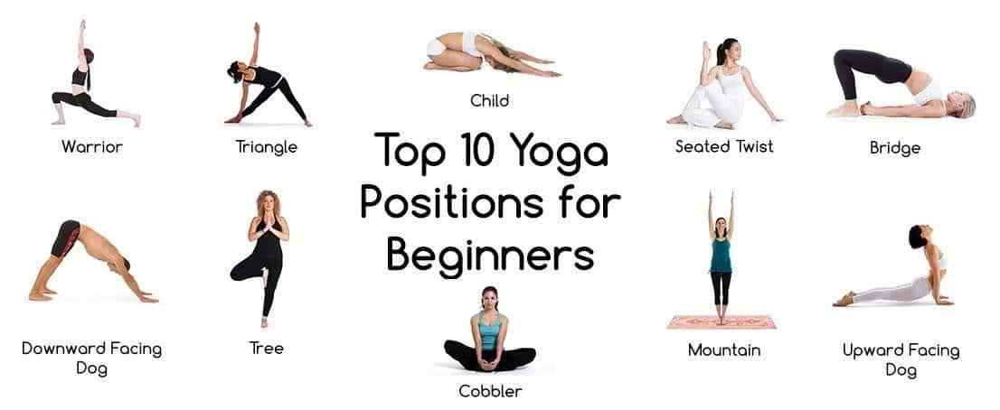 Child
Warrior
Triangle
Seated Twist
Bridge
Top 10 Yoga
Positions for
Beginners
Downward Facing
Dog
Tree
Mountain
Upward Facing
Dog
Cobbler